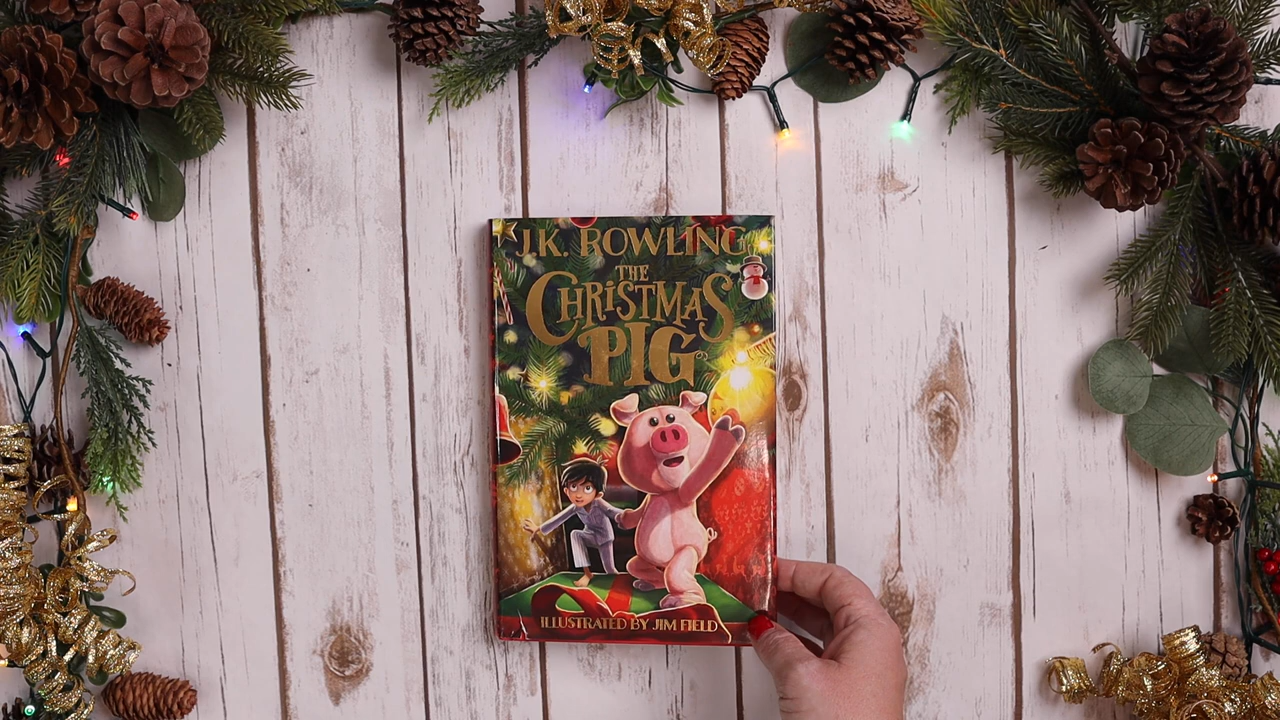 J.K. ROWLING
THE
CHRiSTMAS
PIG
ILLUSTRATED BY JIM FIELD